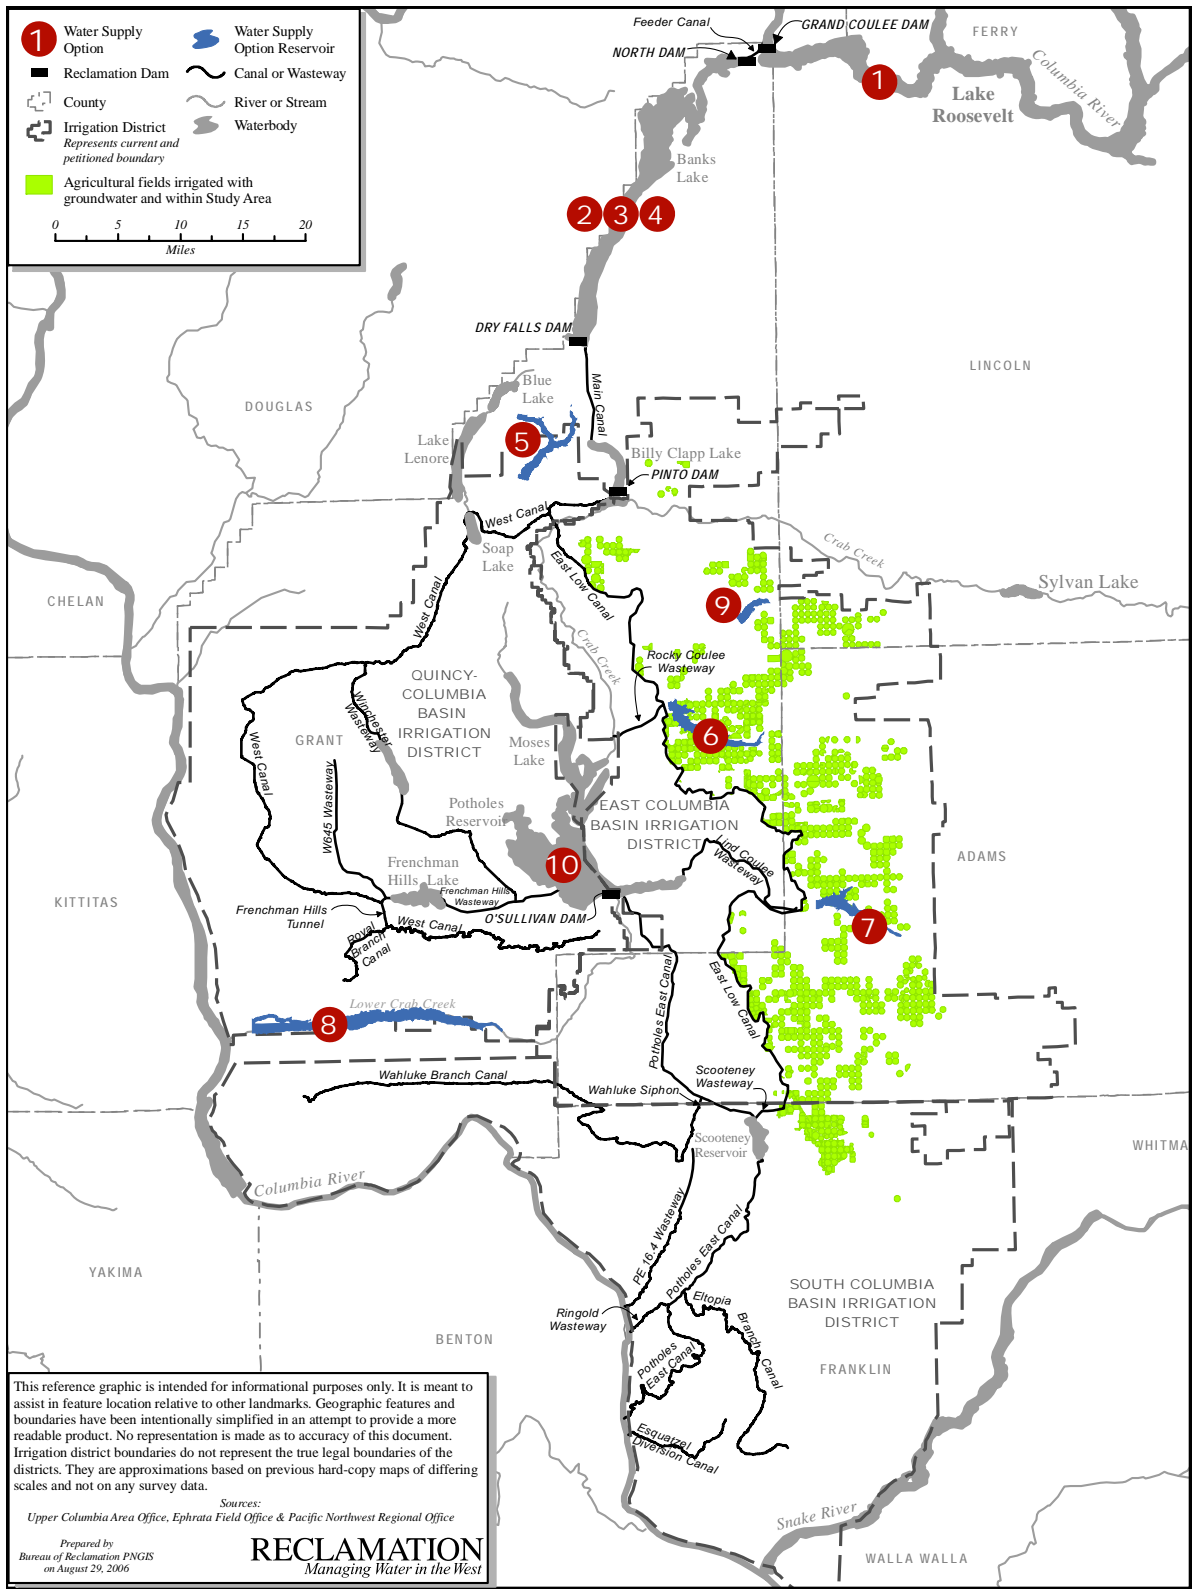 1
Water Supply
Option
Water Supply
Option Reservoir
Reclamation Dam
Canal or Wasteway
County
River or Stream
Irrigation District
Represents current and
petitioned boundary
Waterbody
Agricultural fields irrigated with
groundwater and within Study Area
0 5 10 15 20
Miles
Feeder Canal
GRAND COULEE DAM
NORTH DAM
FERRY
Columbia River
1
Lake
Roosevelt
Banks
Lake
2 3 4
DRY FALLS DAM
LINCOLN
Blue
Lake
Main Canal
DOUGLAS
5
Lake
Lenore
Billy Clapp Lake
PINTO DAM
West Canal
Soap
Lake
East Low Canal
Crab Creek
Sylvan Lake
CHELAN
West Canal
9
Crab Creek
Rocky Coulee
Wasteway
QUINCY-
COLUMBIA
BASIN
IRRIGATION
DISTRICT
Winchester
Wasteway
GRANT
West Canal
6
Moses
Lake
W645 Wasteway
Potholes
Reservoir
EAST COLUMBIA
BASIN IRRIGATION
DISTRICT
Lind Coulee
Wasteway
ADAMS
10
Frenchman
Hills Lake
Frenchman Hills
Wasteway
KITTITAS
Frenchman Hills
Tunnel
O'SULLIVAN DAM
West Canal
Royal
Branch
Canal
7
Potholes East Canal
East Low Canal
Lower Crab Creek
8
Wahluke Branch Canal
Scooteney
Wasteway
Wahluke Siphon
Scooteney
Reservoir
WHITMA
Columbia River
PE 16.4 Wasteway
Potholes East Canal
YAKIMA
SOUTH COLUMBIA
BASIN IRRIGATION
DISTRICT
Ringold
Wasteway
Eltopia
Branch
Canal
BENTON
Potholes
East Canal
FRANKLIN
Esquatzel
Diversion Canal
Snake River
WALLA WALLA
This reference graphic is intended for informational purposes only. It is meant to
assist in feature location relative to other landmarks. Geographic features and
boundaries have been intentionally simplified in an attempt to provide a more
readable product. No representation is made as to accuracy of this document.
Irrigation district boundaries do not represent the true legal boundaries of the
districts. They are approximations based on previous hard-copy maps of differing
scales and not on any survey data.
Sources:
Upper Columbia Area Office, Ephrata Field Office & Pacific Northwest Regional Office
Prepared by
Bureau of Reclamation PNGIS
on August 29, 2006
RECLAMATION
Managing Water in the West